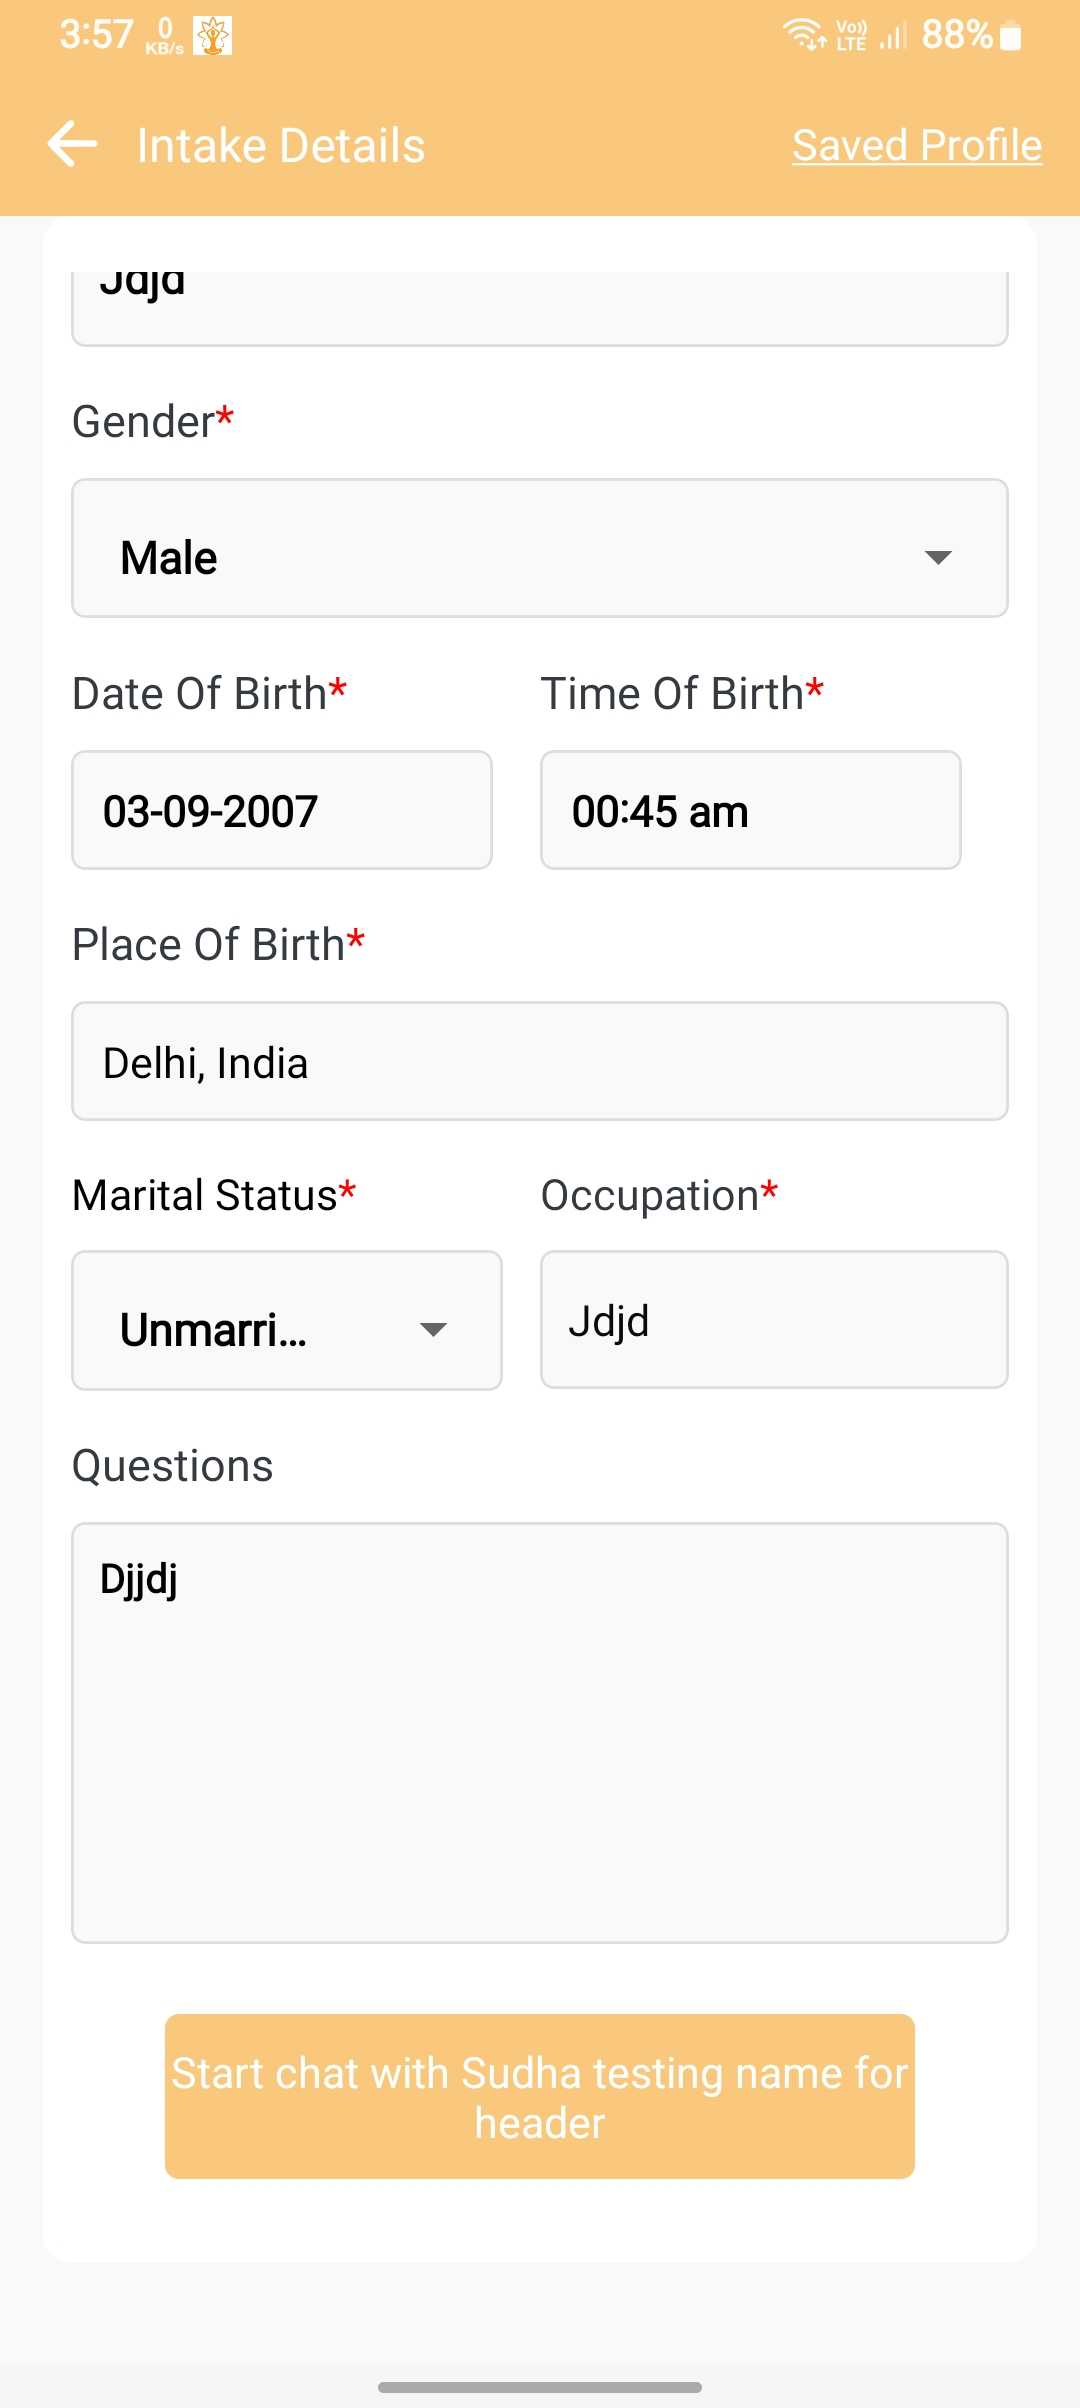 3:57 0 KB/s Vo)) LTE 88%
Intake Details Saved Profile
Jdjd
Gender*
Male
Date Of Birth* Time Of Birth*
03-09-2007 00:45 am
Place Of Birth*
Delhi, India
Marital Status* Occupation*
Unmarri... Jdjd
Questions
Djjdj
Start chat with Sudha testing name for
header